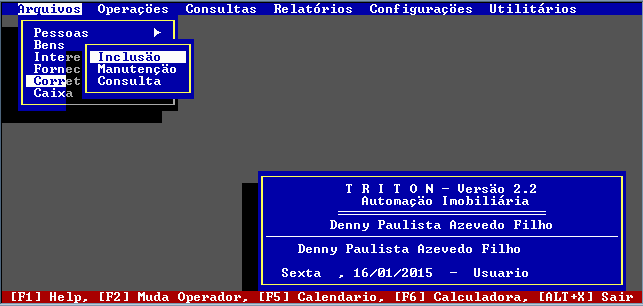 Arquivos Operações Consultas Relatórios Configurações Utilitários
Pessoas
Bens
Intere
Fornec
Corret
Caixa
Inclusão
Manutenção
Consulta
T R I T O N - Versão 2.2
Automação Imobiliária
Denny Paulista Azevedo Filho
Denny Paulista Azevedo Filho
Sexta , 16/01/2015 - Usuario
[F1] Help, [F2] Muda Operador, [F5] Calendario, [F6] Calculadora, [ALT+X] Sair